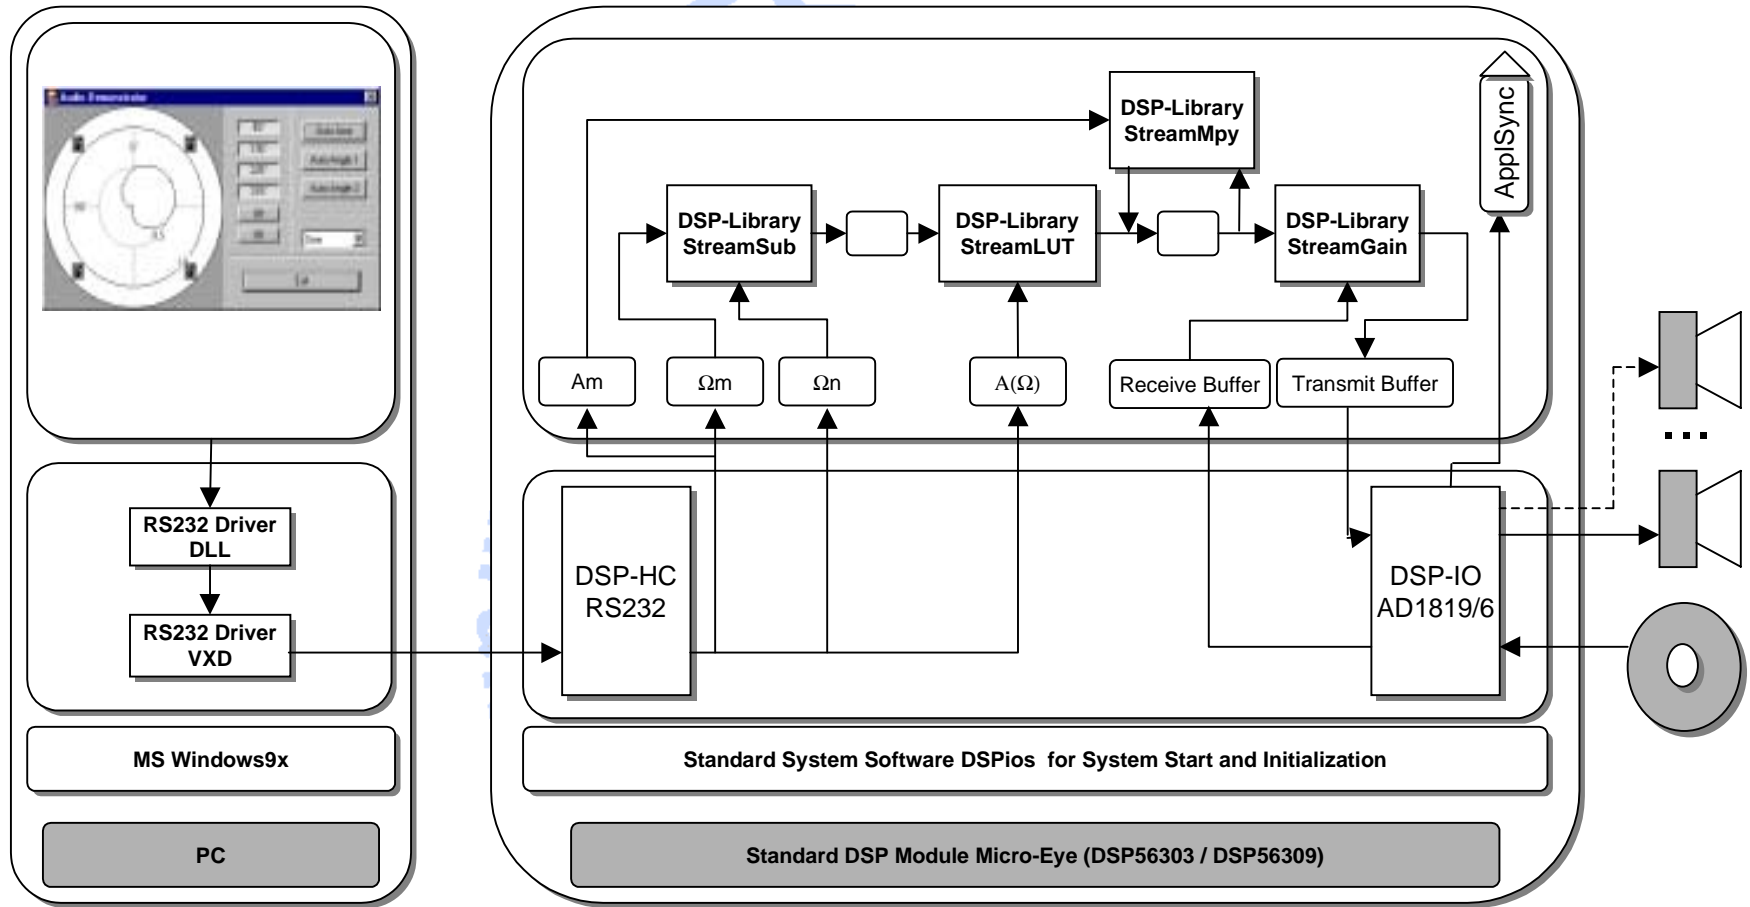 Audio Demonstrator
DSP-Library
StreamMpy
ApplSync
DSP-Library
StreamSub
DSP-Library
StreamLUT
DSP-Library
StreamGain
Am
Ωm
Ωn
A(Ω)
Receive Buffer
Transmit Buffer
RS232 Driver
DLL
RS232 Driver
VXD
DSP-HC
RS232
DSP-IO
AD1819/6
MS Windows9x
Standard System Software DSPios for System Start and Initialization
PC
Standard DSP Module Micro-Eye (DSP56303 / DSP56309)